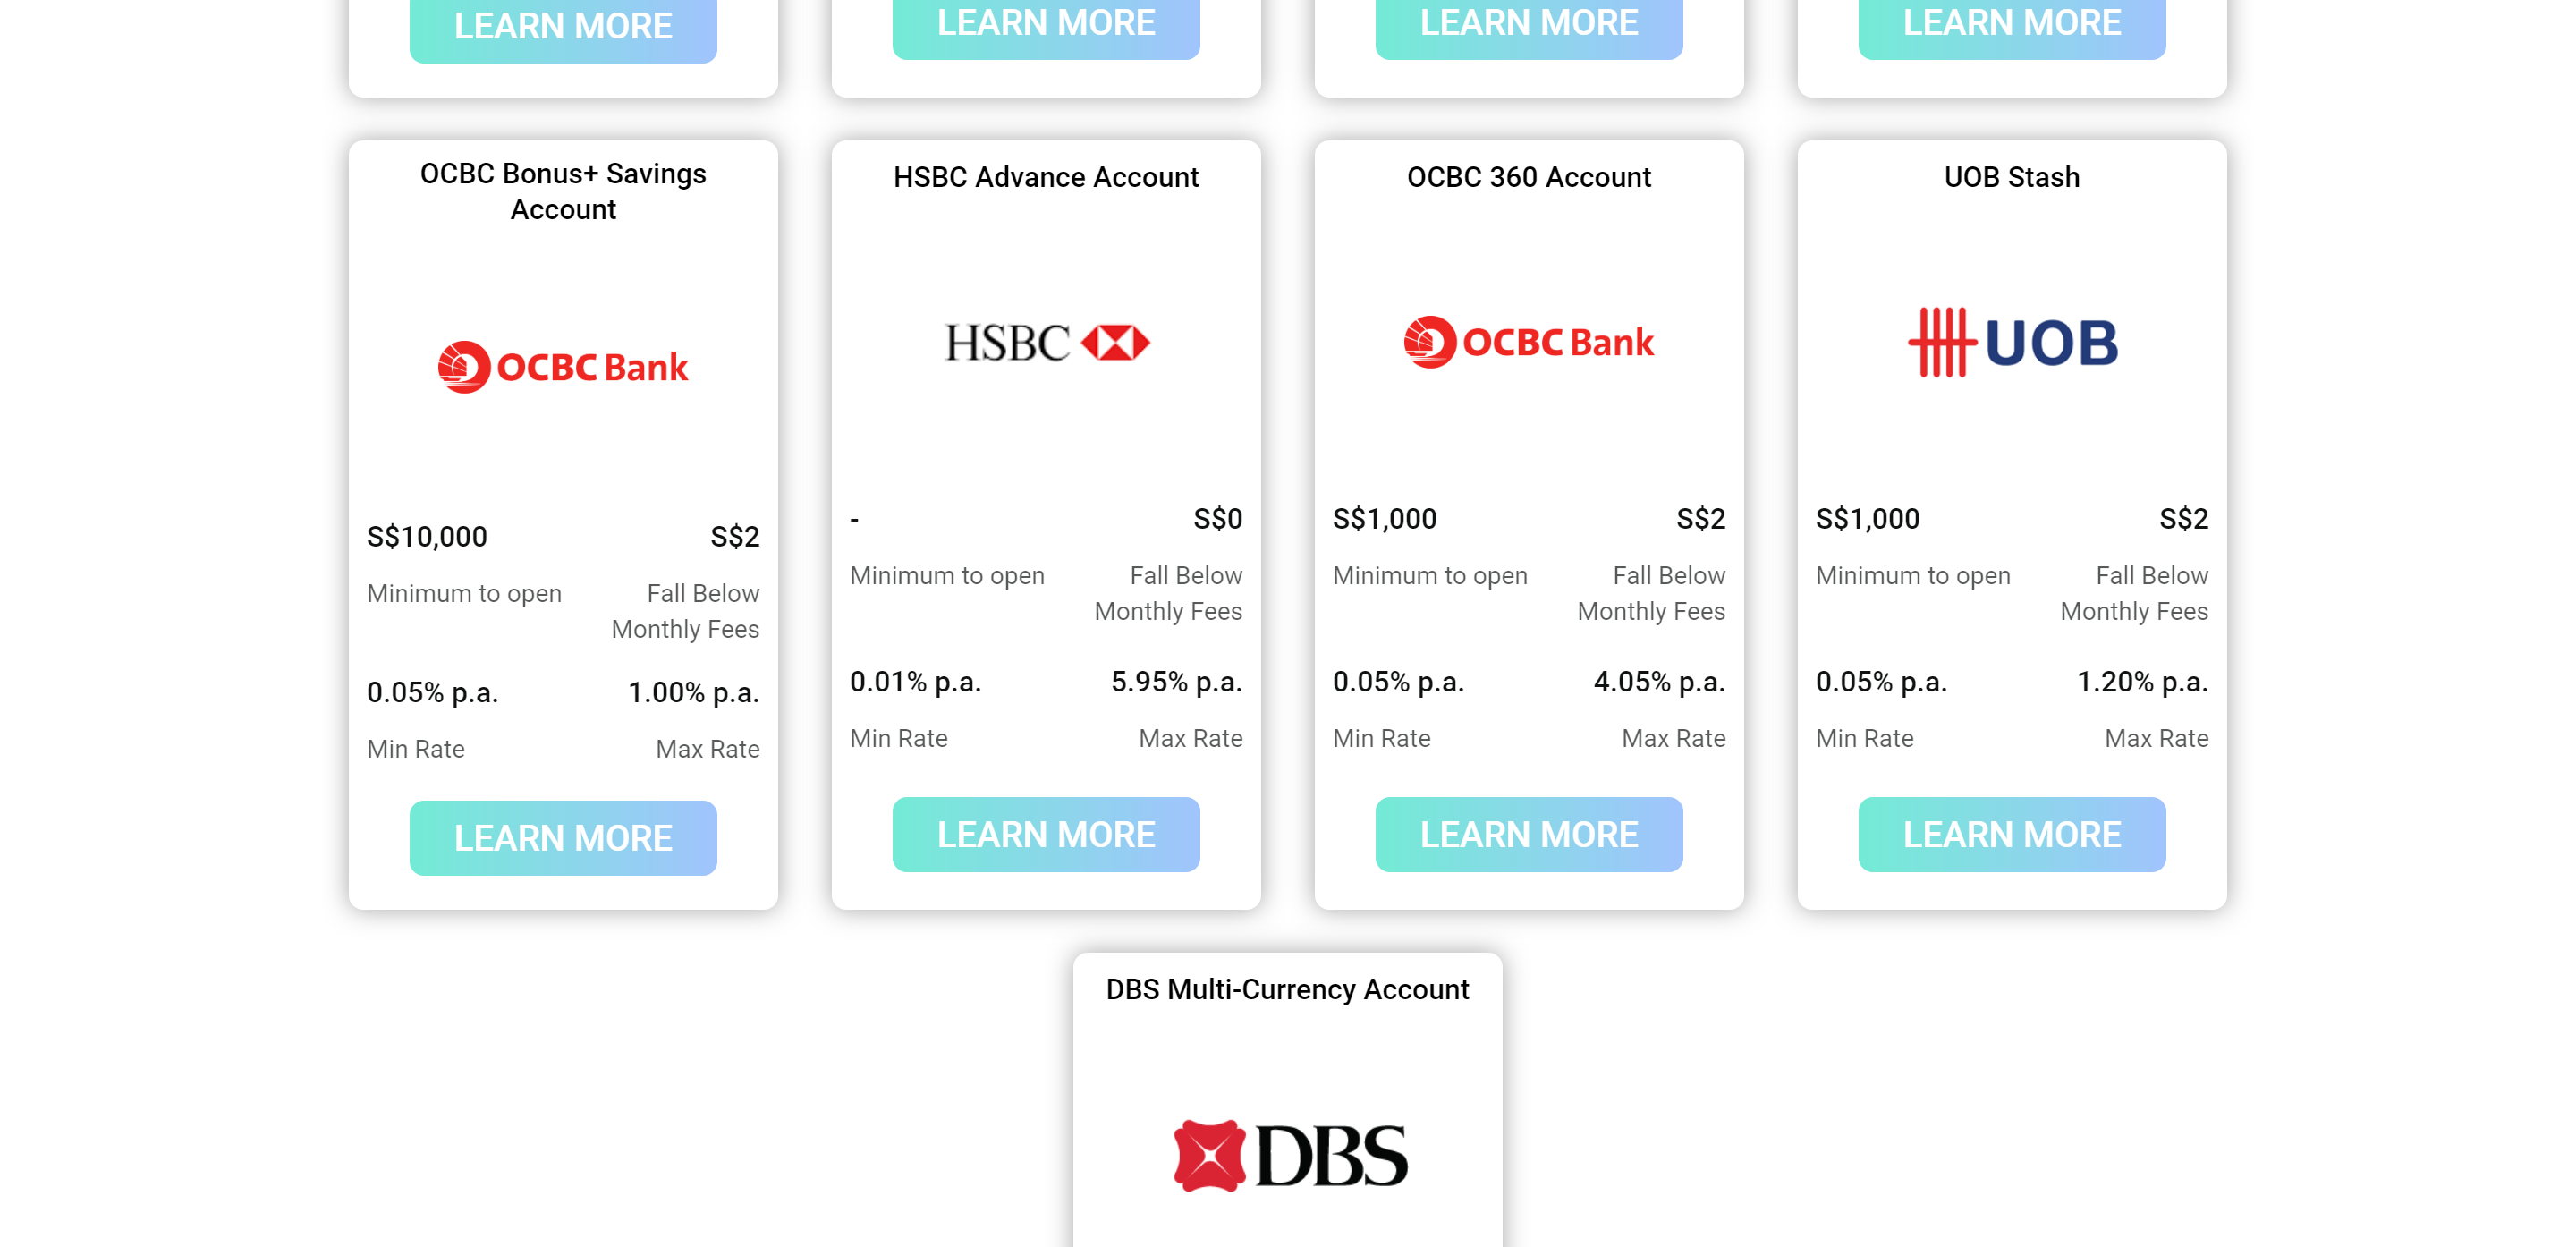 LEARN MORE
LEARN MORE
LEARN MORE
LEARN MORE
OCBC Bonus+ Savings
Account
OCBC Bank
S$10,000
S$2
Minimum to open
Fall Below
Monthly Fees
0.05% p.a.
1.00% p.a.
Min Rate
Max Rate
LEARN MORE
HSBC Advance Account
HSBC
-
S$0
Minimum to open
Fall Below
Monthly Fees
0.01% p.a.
5.95% p.a.
Min Rate
Max Rate
LEARN MORE
OCBC 360 Account
OCBC Bank
S$1,000
S$2
Minimum to open
Fall Below
Monthly Fees
0.05% p.a.
4.05% p.a.
Min Rate
Max Rate
LEARN MORE
UOB Stash
UOB
S$1,000
S$2
Minimum to open
Fall Below
Monthly Fees
0.05% p.a.
1.20% p.a.
Min Rate
Max Rate
LEARN MORE
DBS Multi-Currency Account
DBS